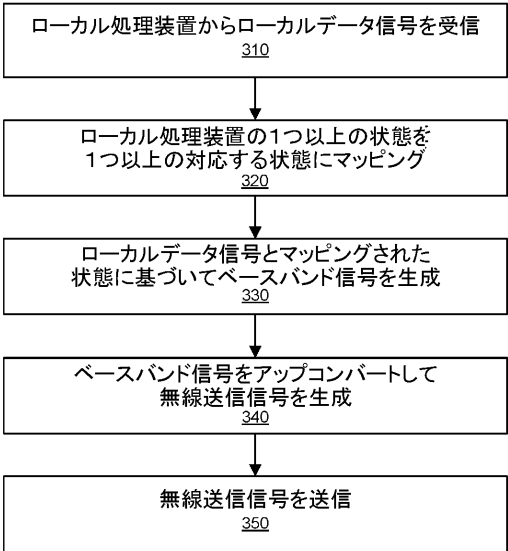 ローカル処理装置からローカルデータ信号を受信
310
ローカル処理装置の1つ以上の状態を
1つ以上の対応する状態にマッピング
320
ローカルデータ信号とマッピングされた
状態に基づいてベースバンド信号を生成
330
ベースバンド信号をアップコンバートして
無線送信信号を生成
340
無線送信信号を送信
350